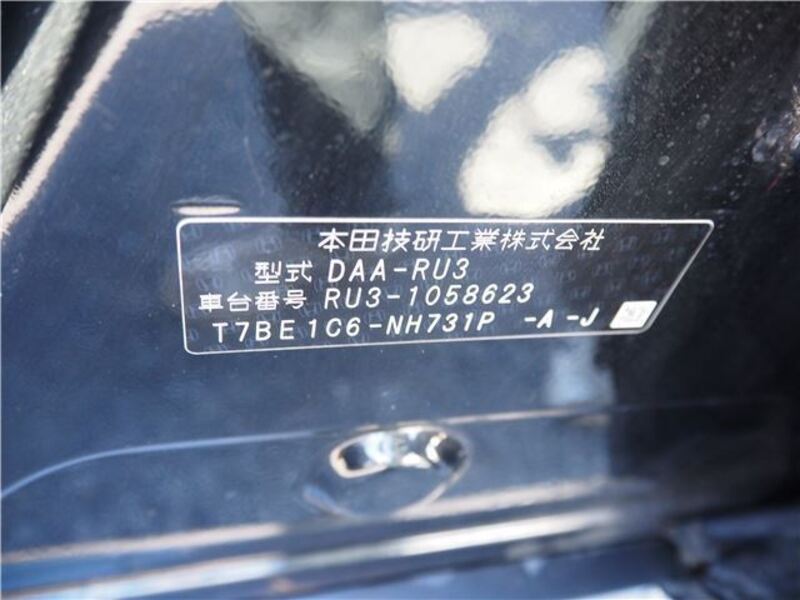 本田技研工業株式会社
型式 DAA-RU3
車台番号 RU3-1058623
T7BE1C6-NH731P -A -J